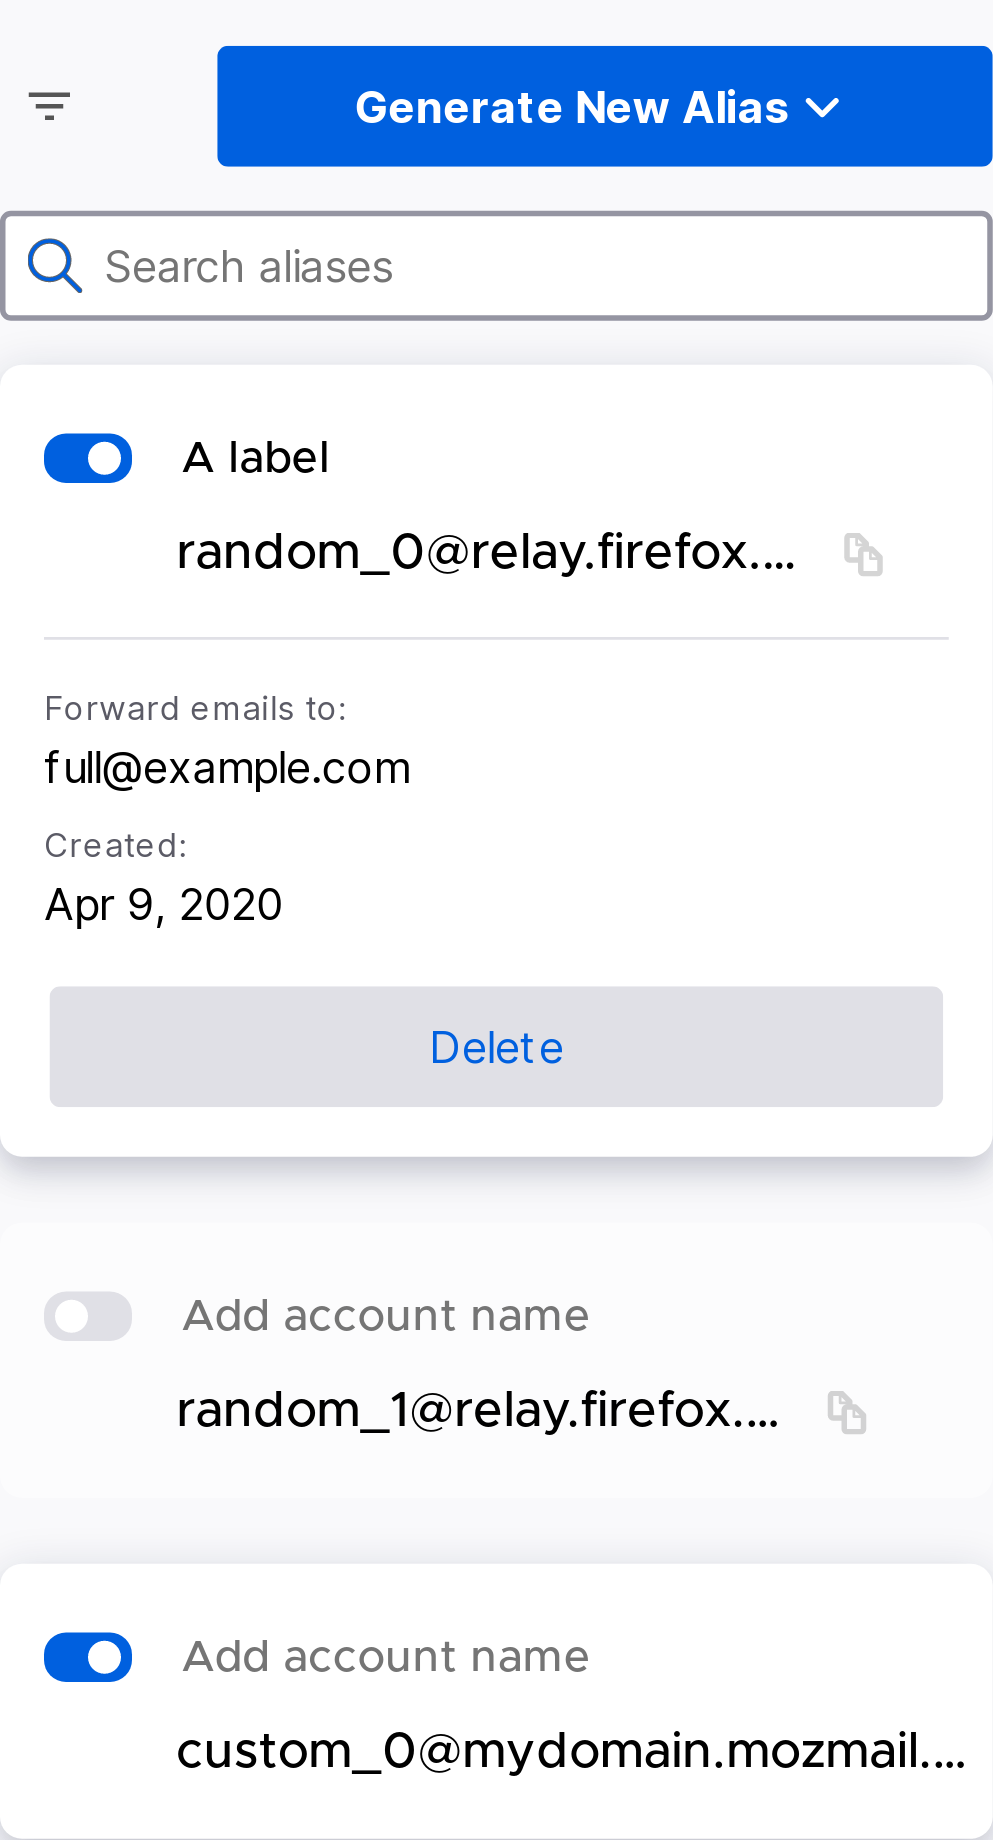 Generate New Alias
Search aliases
A label
random_0@relay.firefox....
Forward emails to:
full@example.com
Created:
Apr 9, 2020
Delete
Add account name
random_1@relay.firefox....
Add account name
custom_0@mydomain.mozmail....